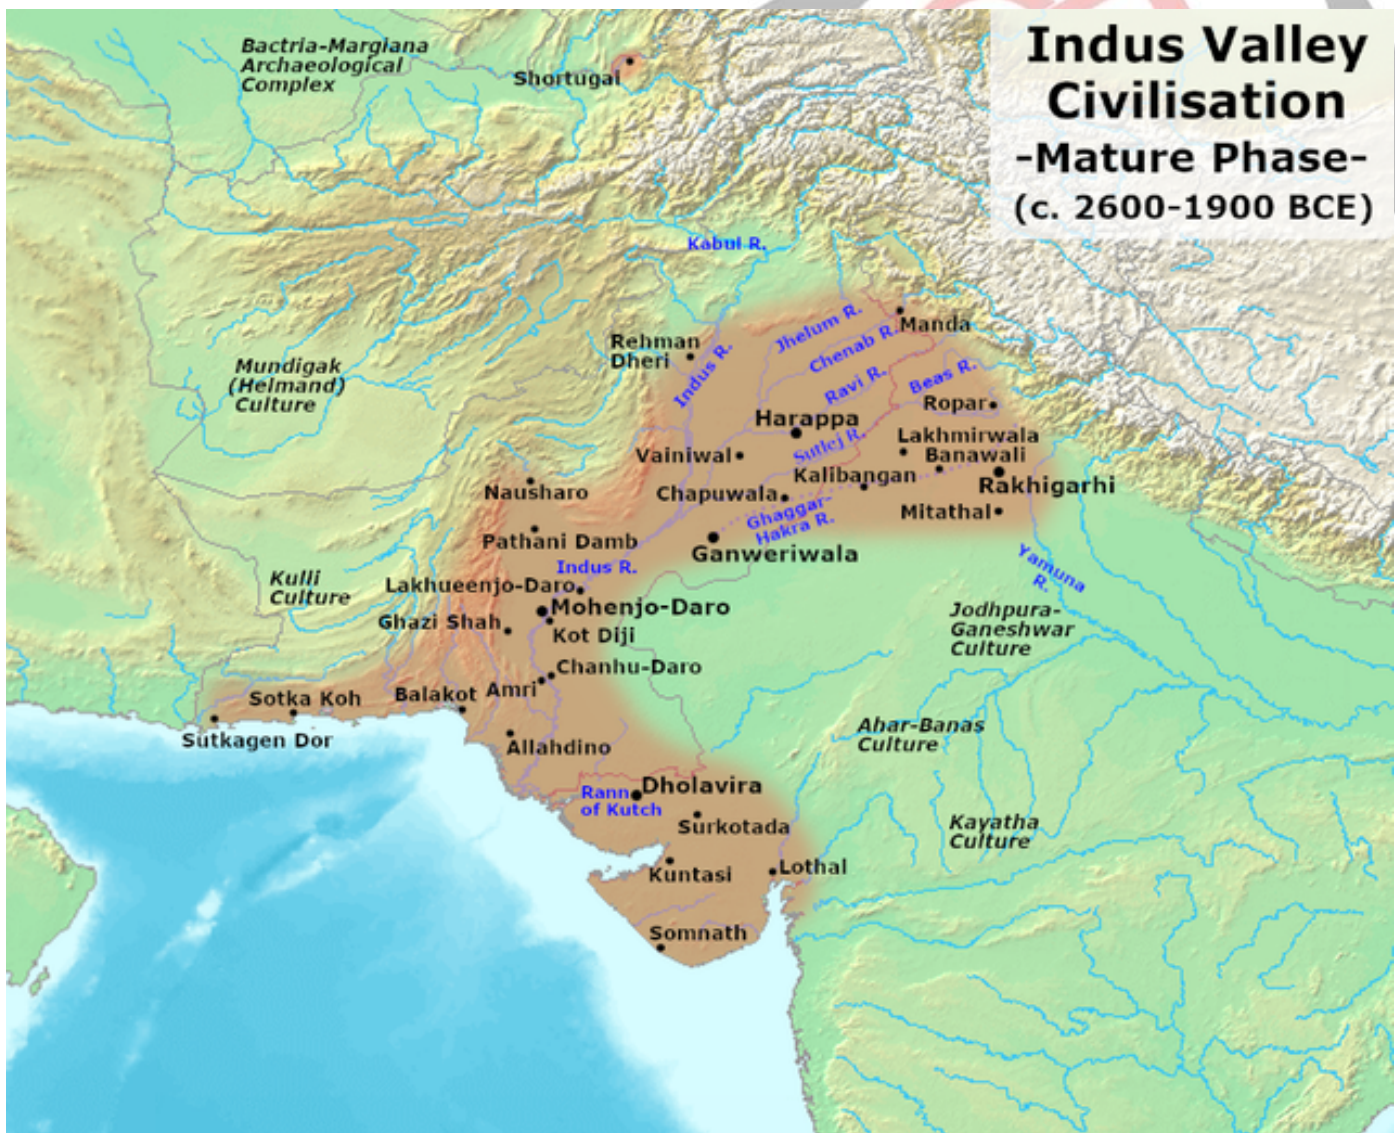 Indus Valley
Civilisation
-Mature Phase-
(c. 2600-1900 BCE)
Bactria-Margiana
Archaeological
Complex
Shortugai
Kabul R.
Rehman
Dheri
Indus R.
Jhelum R.
Manda
Chenab R.
Mundigak
(Helmand)
Culture
Ravi R.
Beas R.
Ropar
Harappa
Sutlej R.
Lakhmirwala
Banawali
Vainiwal
Kalibangan
Rakhigarhi
Nausharo
Chapuwala
Mitathal
Ghaggar-
Hakra R.
Pathani Damb
Ganweriwala
Indus R.
Yamuna
R.
Kulli
Culture
Lakhueenjo-Daro
Mohenjo-Daro
Ghazi Shah
Kot Diji
Jodhpura-
Ganeshwar
Culture
Chanhu-Daro
Sotka Koh
Balakot
Amri
Sutkagen Dor
Allahdino
Ahar-Banas
Culture
Dholavira
Rann
of Kutch
Surkotada
Kayatha
Culture
Kuntasi
Lothal
Somnath